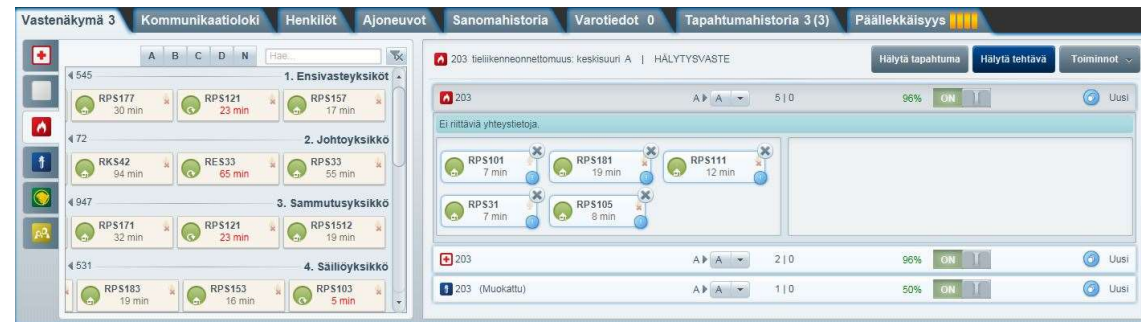 Vastenäkymä 3 Kommunikaatioloki Henkilöt Ajoneuvot Sanomahistoria Varotiedot 0 Tapahtumahistoria 3 (3) Päällekkäisyys
A B C D N Hae...
545 1. Ensivasteyksiköt
RPS177 RPS121 RPS157
30 min 23 min 17 min
72 2. Johtoyksikkö
RKS42 RES33 RPS33
94 min 65 min 55 min
947 3. Sammutusyksikkö
RPS171 RPS121 RPS1512
32 min 23 min 19 min
531 4. Säiliöyksikkö
RPS183 RPS153 RPS103
19 min 16 min 5 min
203 tieliikenneonnettomuus: keskisuuri A | HÄLYTYSVASTE Hälytä tapahtuma Hälytä tehtävä Toiminnot
203 A A 5 | 0 96% ON Uusi
Ei riittäviä yhteystietoja.
RPS101 RPS181 RPS111
7 min 19 min 12 min
RPS31 RPS105
7 min 8 min
203 A A 2 | 0 96% ON Uusi
203 (Muokattu) A A 1 | 0 50% ON Uusi